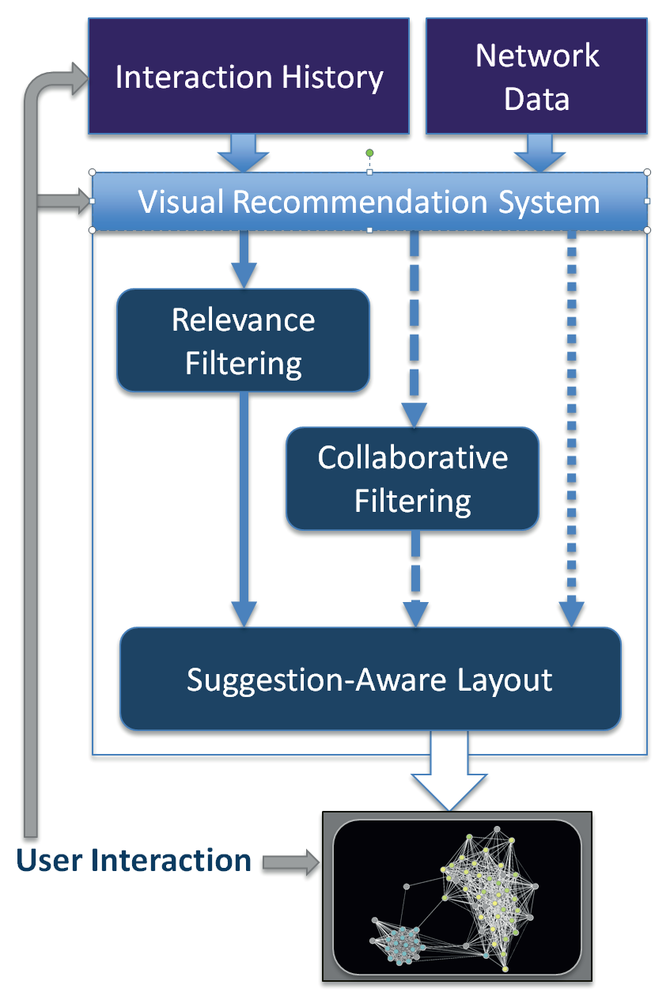 Interaction History
Network
Data
Visual Recommendation System
Relevance
Filtering
Collaborative
Filtering
Suggestion-Aware Layout
User Interaction